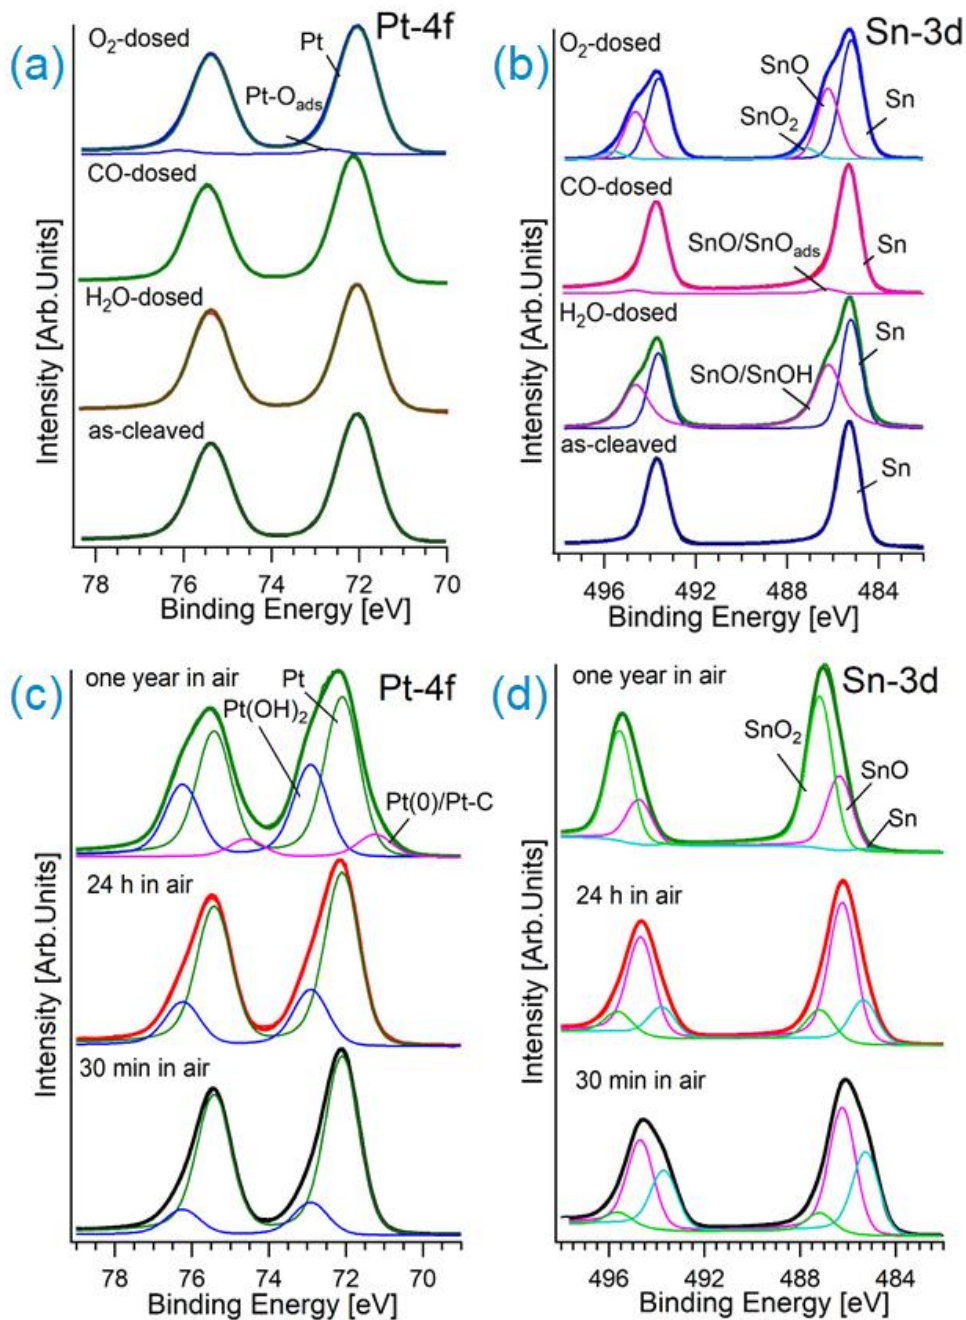 (a)
O₂-dosed
Pt
Pt-4f
Pt-O_ads
CO-dosed
H₂O-dosed
as-cleaved
Intensity [Arb.Units]
78 76 74 72 70
Binding Energy [eV]
(b)
O₂-dosed
Sn-3d
SnO
SnO₂
Sn
CO-dosed
SnO/SnO_ads
Sn
H₂O-dosed
Sn
SnO/SnOH
as-cleaved
Sn
Intensity [Arb.Units]
496 492 488 484
Binding Energy [eV]
(c)
one year in air
Pt
Pt-4f
Pt(OH)₂
Pt(0)/Pt-C
24 h in air
30 min in air
Intensity [Arb.Units]
78 76 74 72 70
Binding Energy [eV]
(d)
one year in air
Sn-3d
SnO₂
SnO
Sn
24 h in air
30 min in air
Intensity [Arb.Units]
496 492 488 484
Binding Energy [eV]